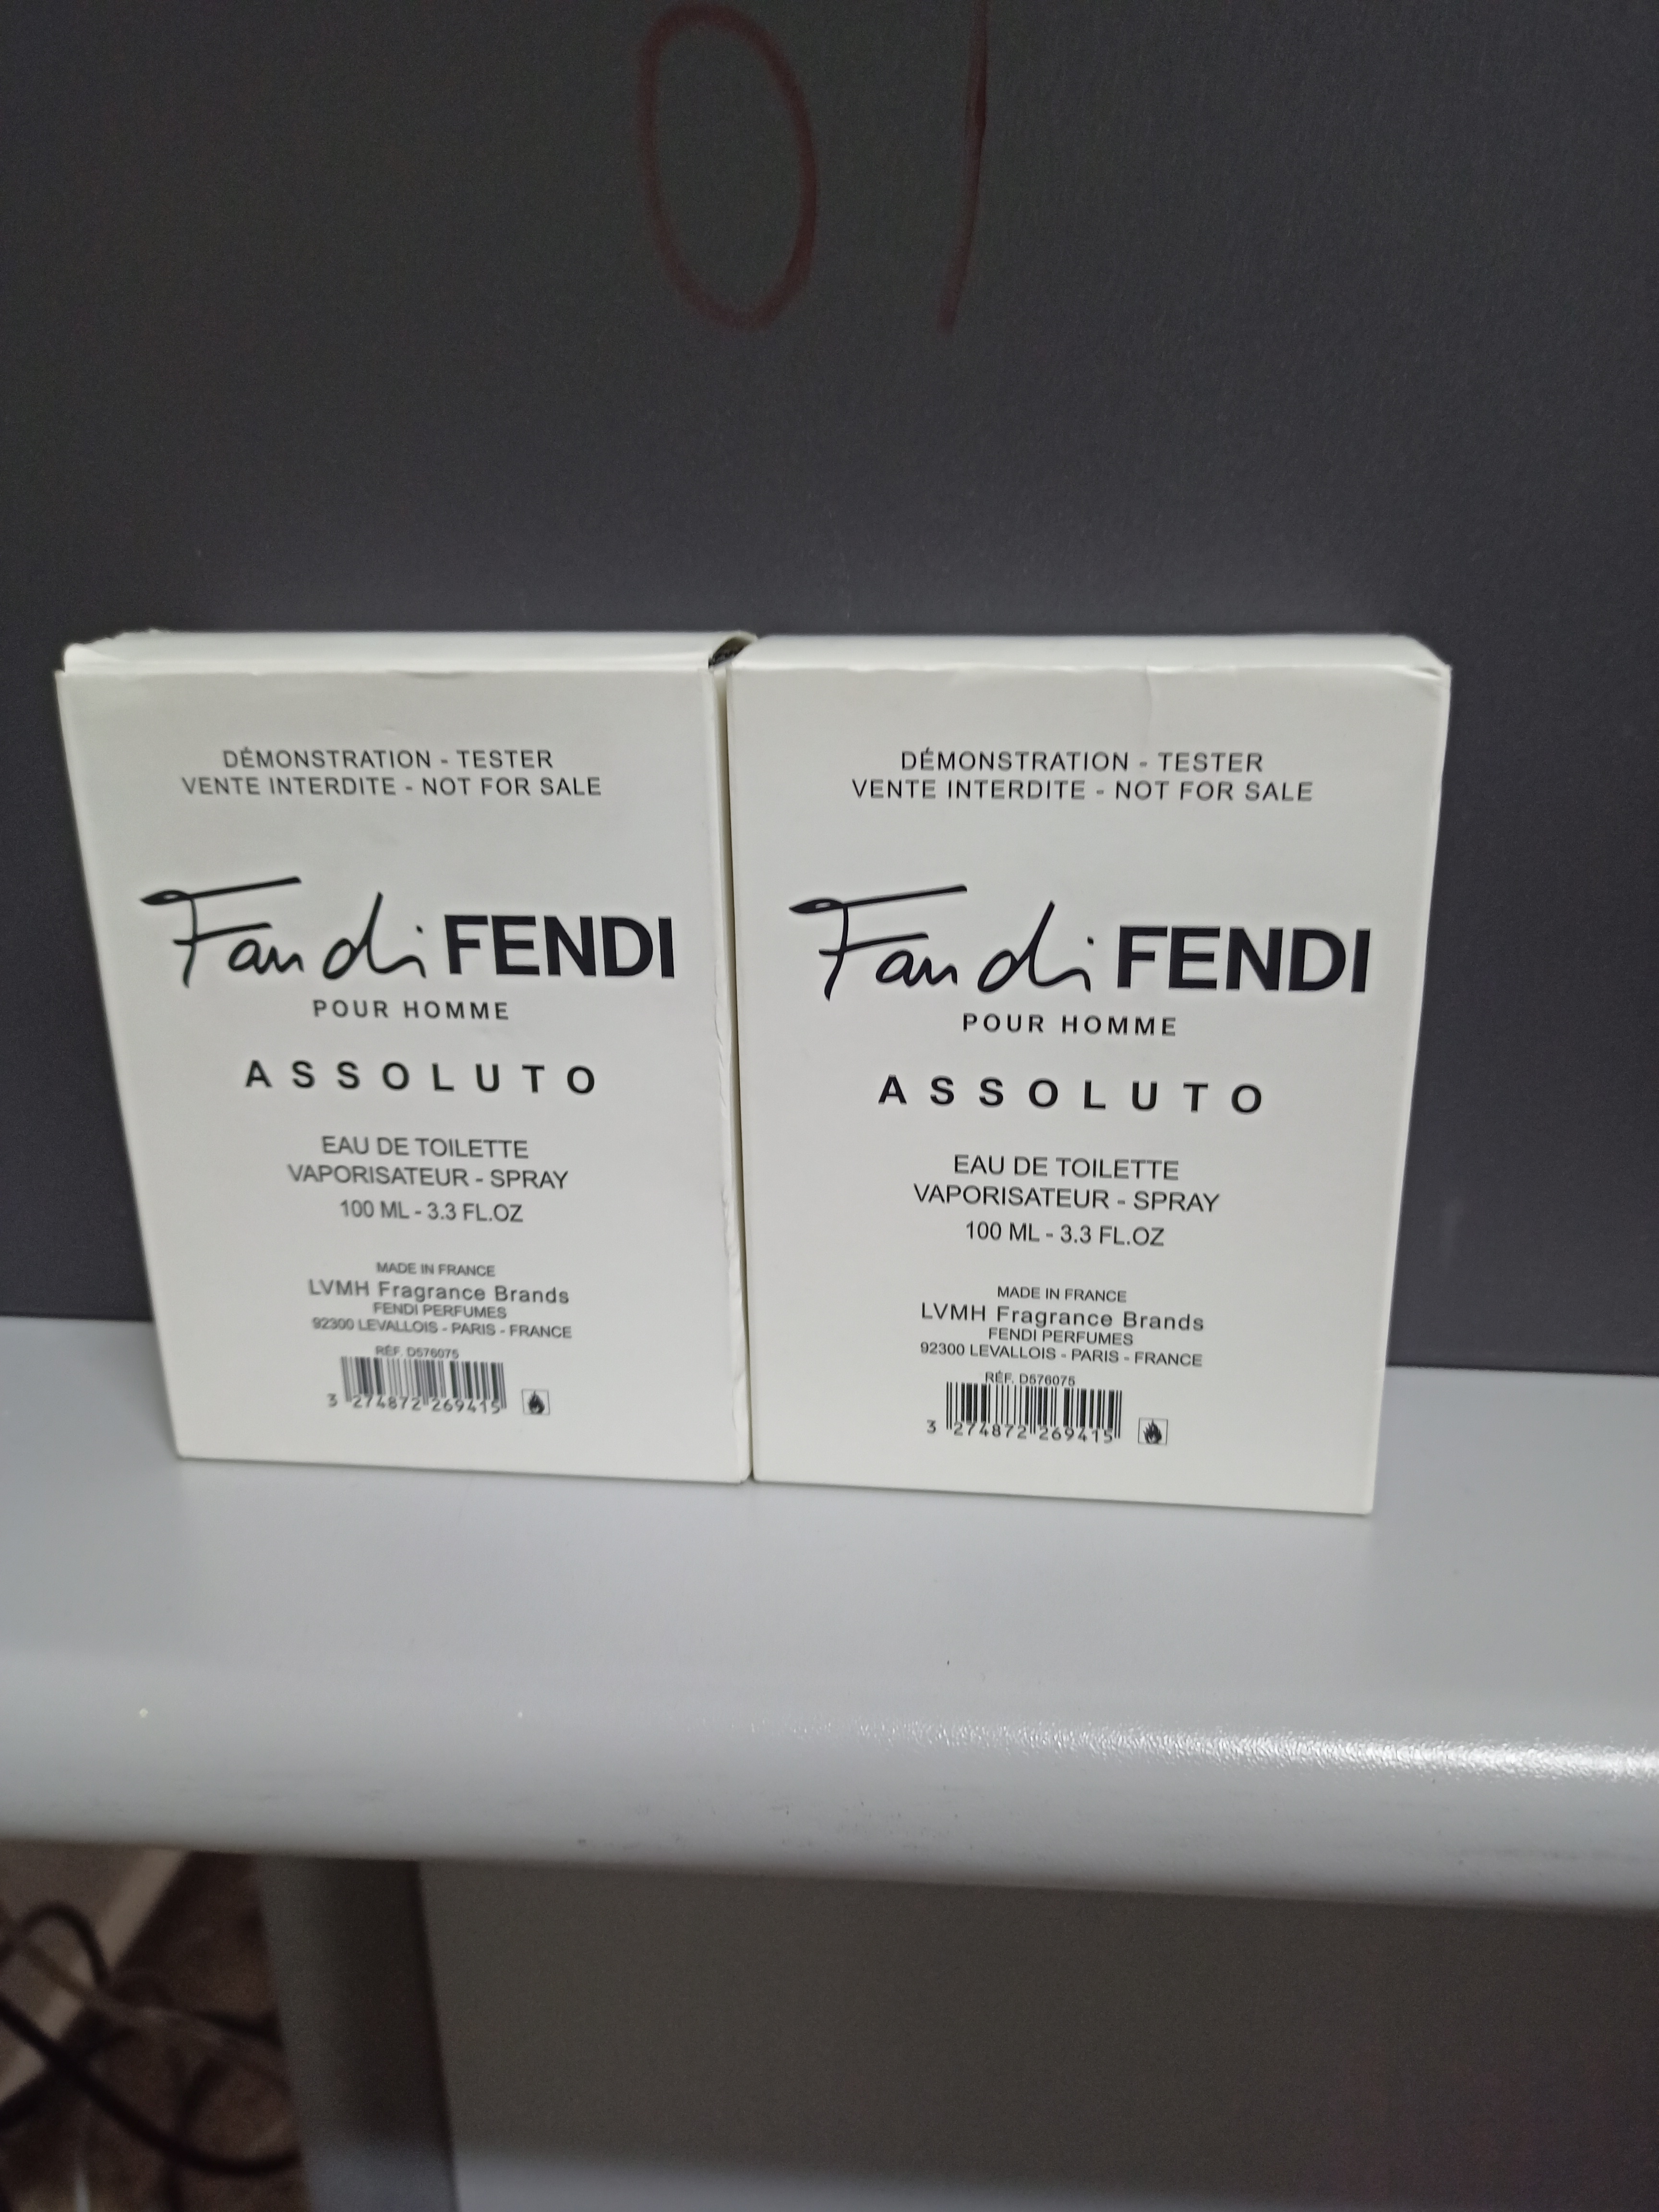 01
DÉMONSTRATION - TESTER
VENTE INTERDITE - NOT FOR SALE
Fan di FENDI
POUR HOMME
ASSOLUTO
EAU DE TOILETTE
VAPORISATEUR - SPRAY
100 ML - 3.3 FL.OZ
MADE IN FRANCE
LVMH Fragrance Brands
FENDI PERFUMES
92300 LEVALLOIS - PARIS - FRANCE
RÉF. D576075
3 274872 269415
DÉMONSTRATION - TESTER
VENTE INTERDITE - NOT FOR SALE
Fan di FENDI
POUR HOMME
ASSOLUTO
EAU DE TOILETTE
VAPORISATEUR - SPRAY
100 ML - 3.3 FL.OZ
MADE IN FRANCE
LVMH Fragrance Brands
FENDI PERFUMES
92300 LEVALLOIS - PARIS - FRANCE
RÉF. D576075
3 274872 269415